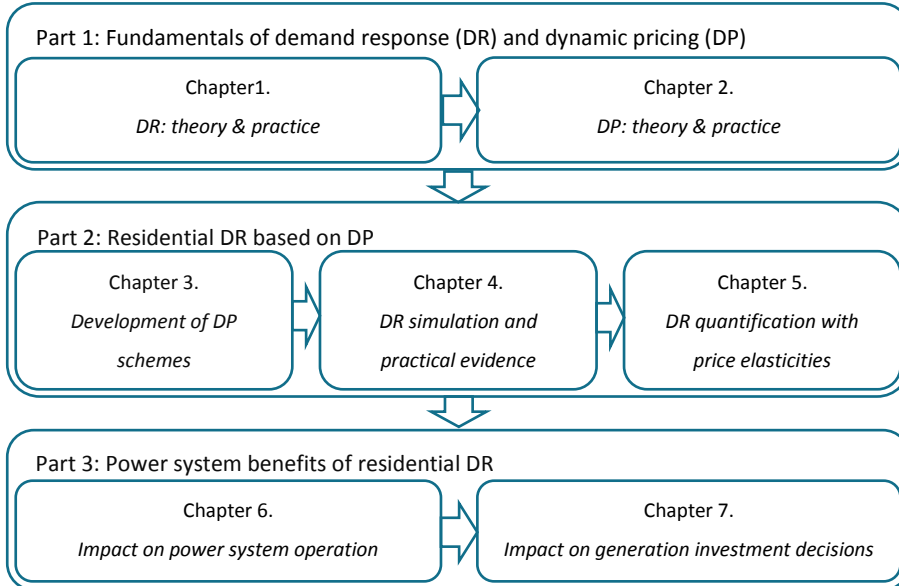 Part 1: Fundamentals of demand response (DR) and dynamic pricing (DP)
Chapter1.
DR: theory & practice
Chapter 2.
DP: theory & practice
Part 2: Residential DR based on DP
Chapter 3.
Development of DP
schemes
Chapter 4.
DR simulation and
practical evidence
Chapter 5.
DR quantification with
price elasticities
Part 3: Power system benefits of residential DR
Chapter 6.
Impact on power system operation
Chapter 7.
Impact on generation investment decisions